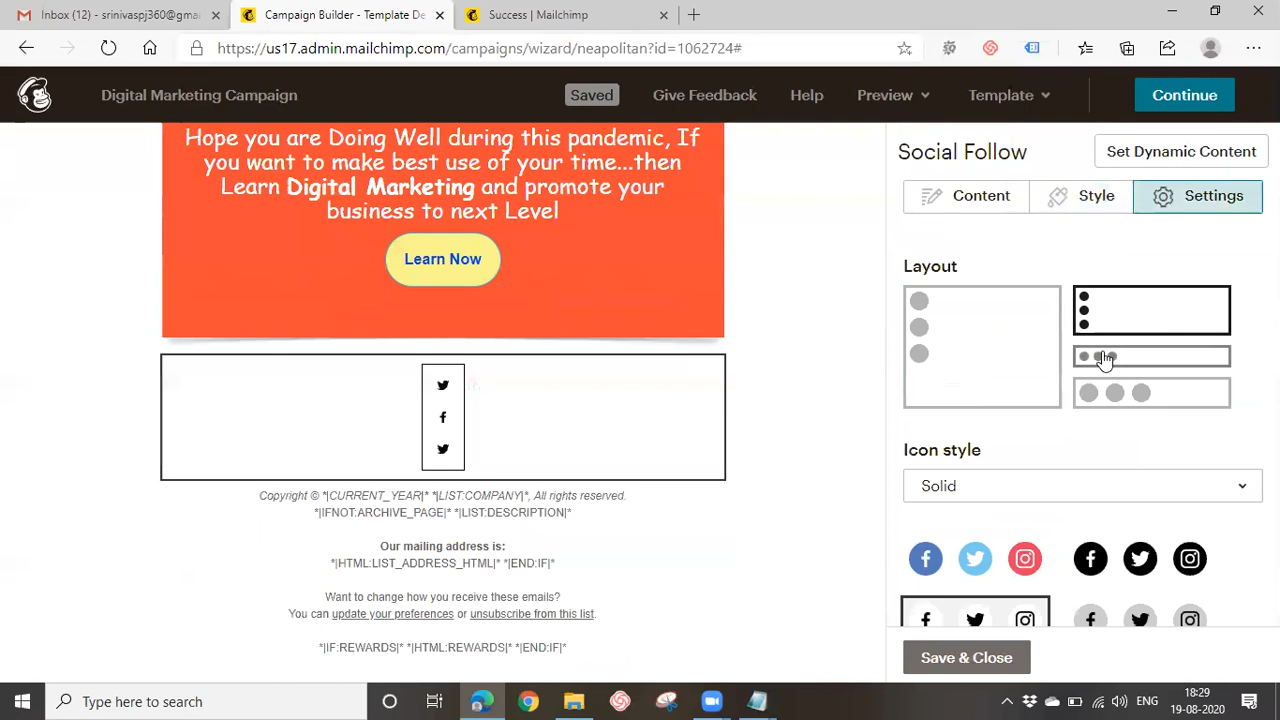 Inbox (12) - srinivaspj360@gma
Campaign Builder - Template De
Success | Mailchimp
https://us17.admin.mailchimp.com/campaigns/wizard/neapolitan?id=1062724#
Digital Marketing Campaign
Saved
Give Feedback
Help
Preview
Template
Continue
Hope you are Doing Well during this pandemic, If
you want to make best use of your time...then
Learn Digital Marketing and promote your
business to next Level
Learn Now
Copyright © *|CURRENT_YEAR|* *|LIST:COMPANY|*, All rights reserved.
*|IFNOT:ARCHIVE_PAGE|* *|LIST:DESCRIPTION|*
Our mailing address is:
*|HTML:LIST_ADDRESS_HTML|* *|END:IF|*
Want to change how you receive these emails?
You can update your preferences or unsubscribe from this list.
*|IF:REWARDS|* *|HTML:REWARDS|* *|END:IF|*
Social Follow
Set Dynamic Content
Content
Style
Settings
Layout
Icon style
Solid
Save & Close
Type here to search
ENG
18:29
19-08-2020